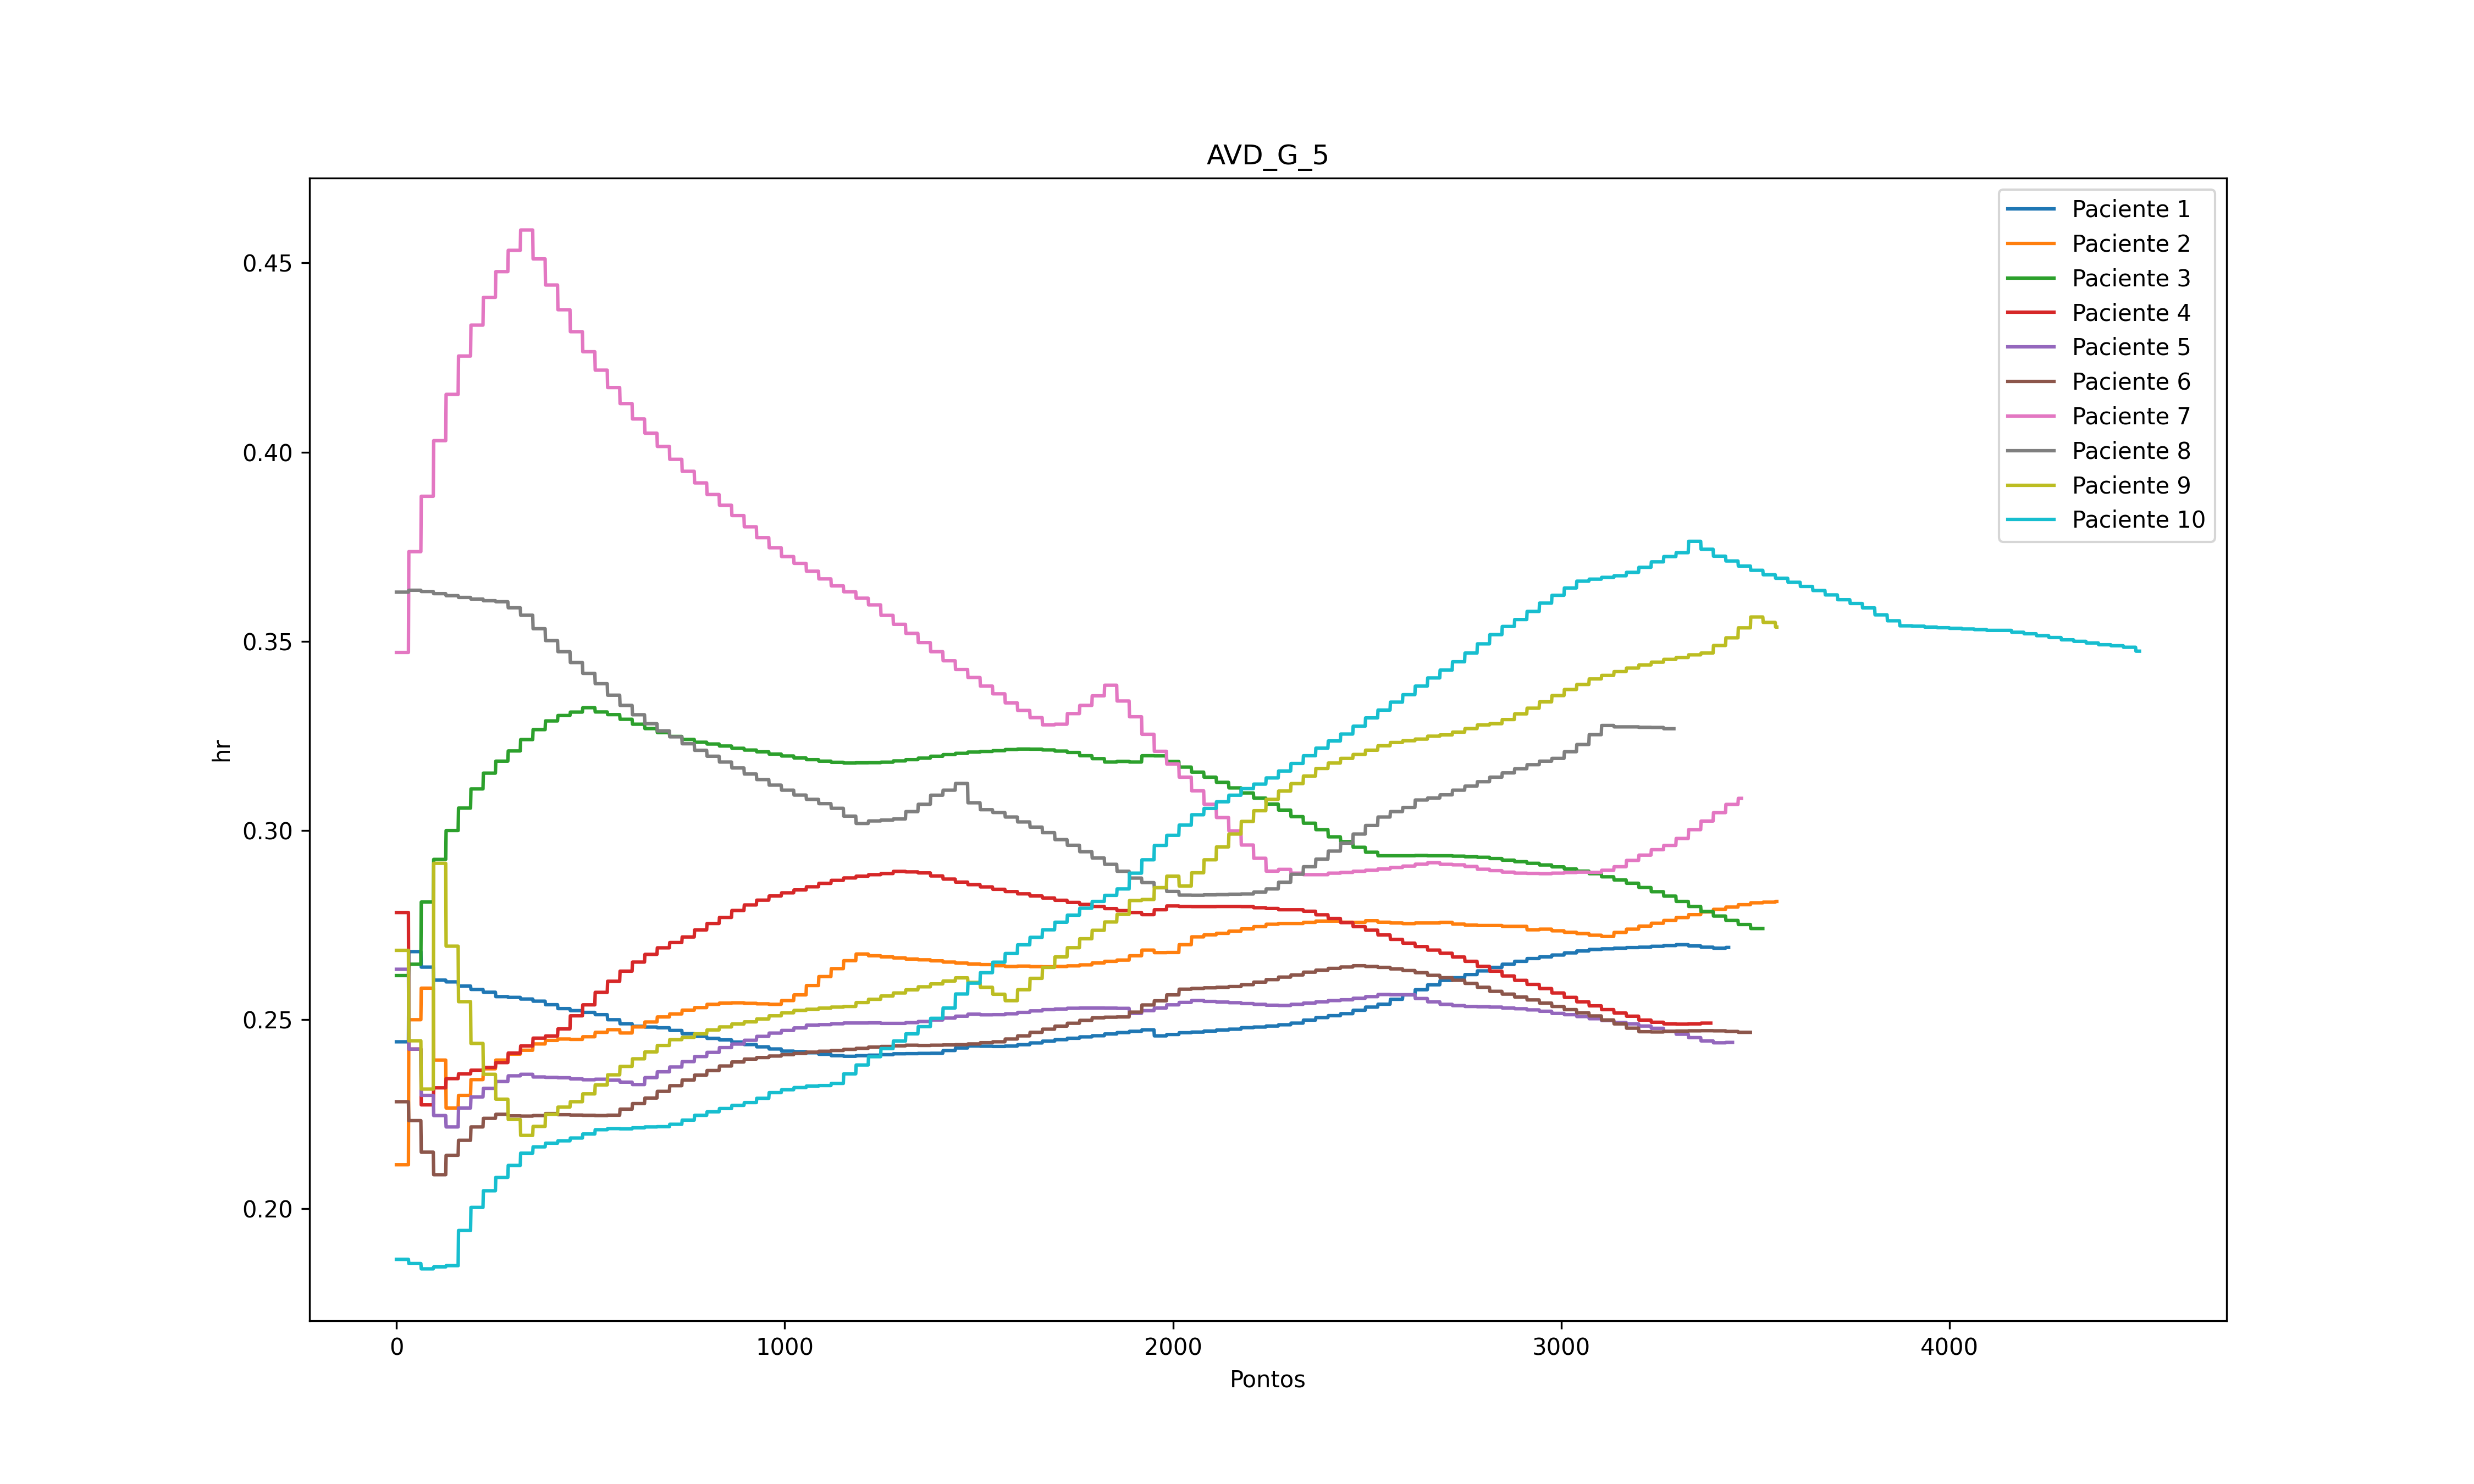 AVD_G_5
hr
0.45
0.40
0.35
0.30
0.25
0.20
0 1000 2000 3000 4000
Pontos
Paciente 1
Paciente 2
Paciente 3
Paciente 4
Paciente 5
Paciente 6
Paciente 7
Paciente 8
Paciente 9
Paciente 10